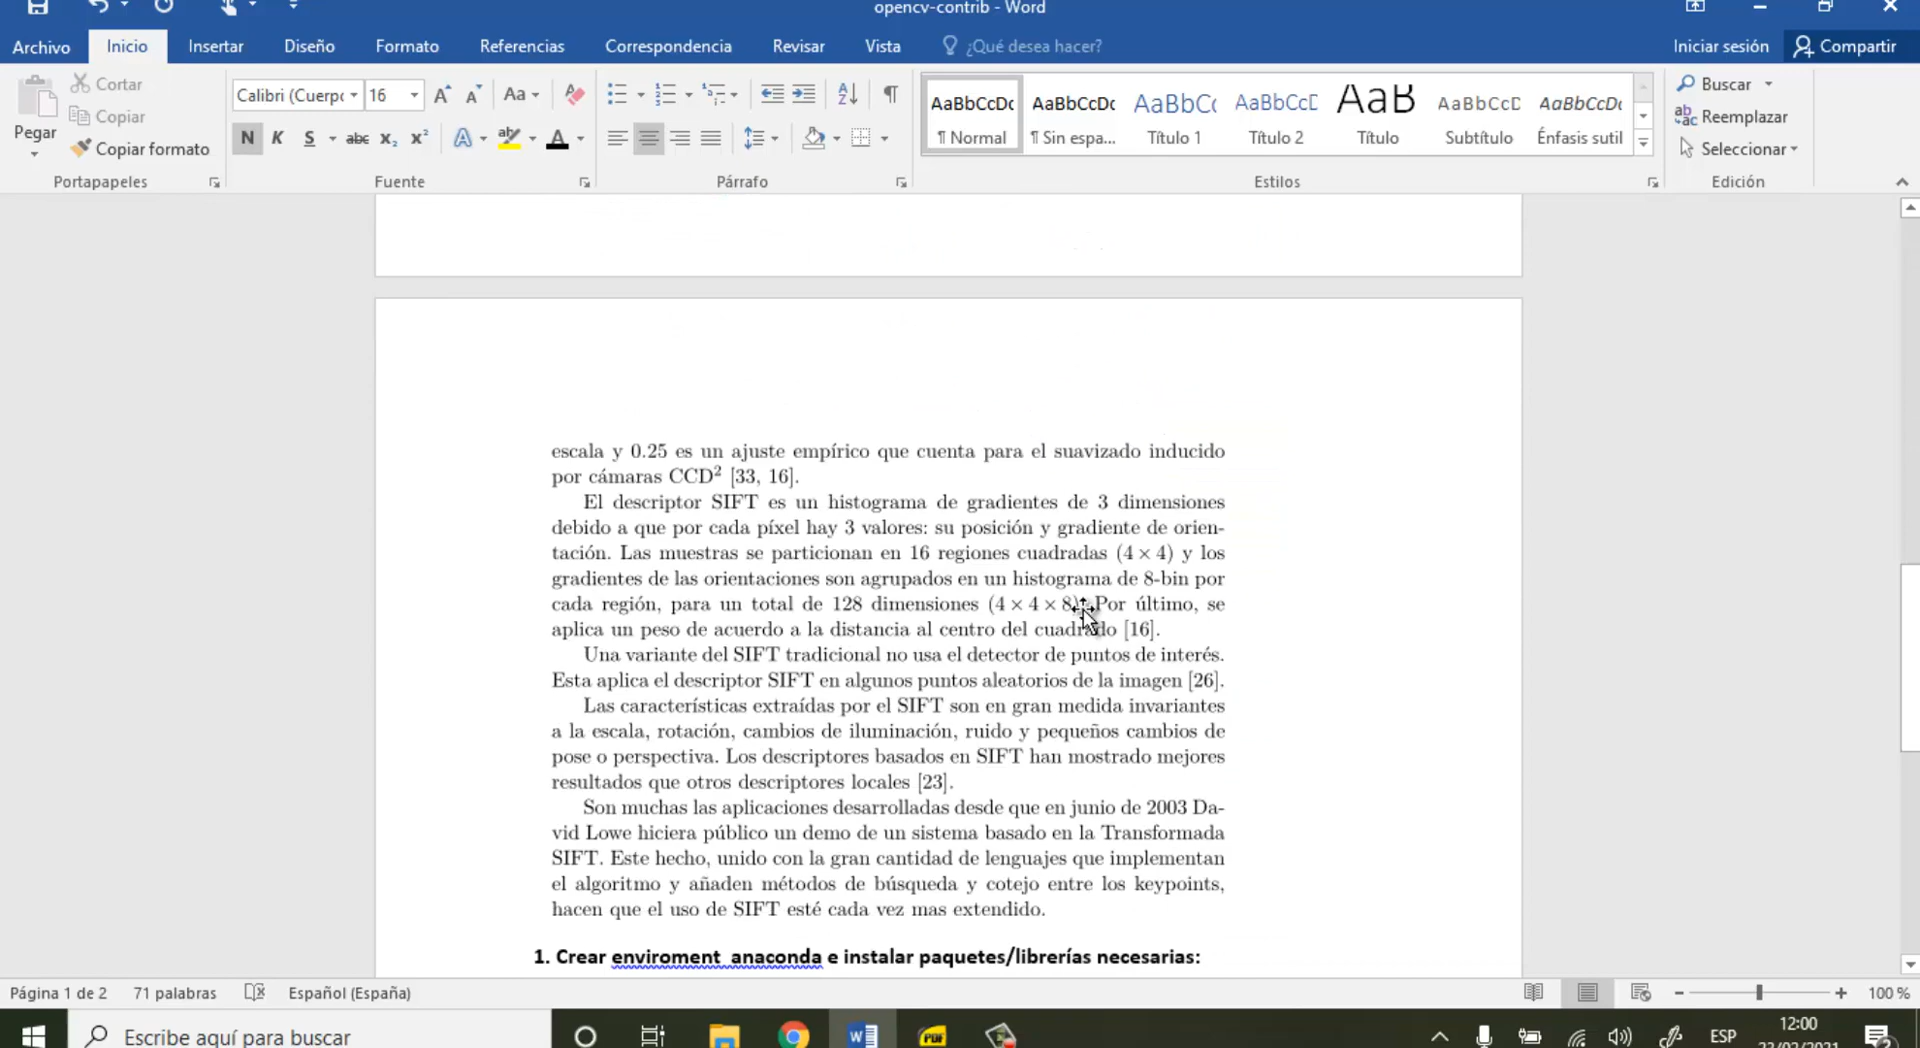 opencv-contrib - Word
Archivo Inicio Insertar Diseño Formato Referencias Correspondencia Revisar Vista ¿Qué desea hacer? Iniciar sesión Compartir
Pegar
Cortar
Copiar
Copiar formato
Portapapeles
Calibri (Cuerpo 16
Aa
N K S abc x₂ x²
Fuente
Párrafo
AaBbCcDc AaBbCcDc AaBbCc AaBbCcE AaB AaBbCcD AaBbCcDc
¶ Normal ¶ Sin espa... Título 1 Título 2 Título Subtítulo Énfasis sutil
Estilos
Buscar
Reemplazar
Seleccionar
Edición
escala y 0.25 es un ajuste empírico que cuenta para el suavizado inducido
por cámaras CCD² [33, 16].
El descriptor SIFT es un histograma de gradientes de 3 dimensiones
debido a que por cada píxel hay 3 valores: su posición y gradiente de orien-
tación. Las muestras se particionan en 16 regiones cuadradas (4 × 4) y los
gradientes de las orientaciones son agrupados en un histograma de 8-bin por
cada región, para un total de 128 dimensiones (4 × 4 × 8). Por último, se
aplica un peso de acuerdo a la distancia al centro del cuadrado [16].
Una variante del SIFT tradicional no usa el detector de puntos de interés.
Esta aplica el descriptor SIFT en algunos puntos aleatorios de la imagen [26].
Las características extraídas por el SIFT son en gran medida invariantes
a la escala, rotación, cambios de iluminación, ruido y pequeños cambios de
pose o perspectiva. Los descriptores basados en SIFT han mostrado mejores
resultados que otros descriptores locales [23].
Son muchas las aplicaciones desarrolladas desde que en junio de 2003 Da-
vid Lowe hiciera público un demo de un sistema basado en la Transformada
SIFT. Este hecho, unido con la gran cantidad de lenguajes que implementan
el algoritmo y añaden métodos de búsqueda y cotejo entre los keypoints,
hacen que el uso de SIFT esté cada vez mas extendido.
1. Crear enviroment anaconda e instalar paquetes/librerías necesarias:
Página 1 de 2 71 palabras Español (España) 100 %
Escribe aquí para buscar
PDF
ESP
12:00